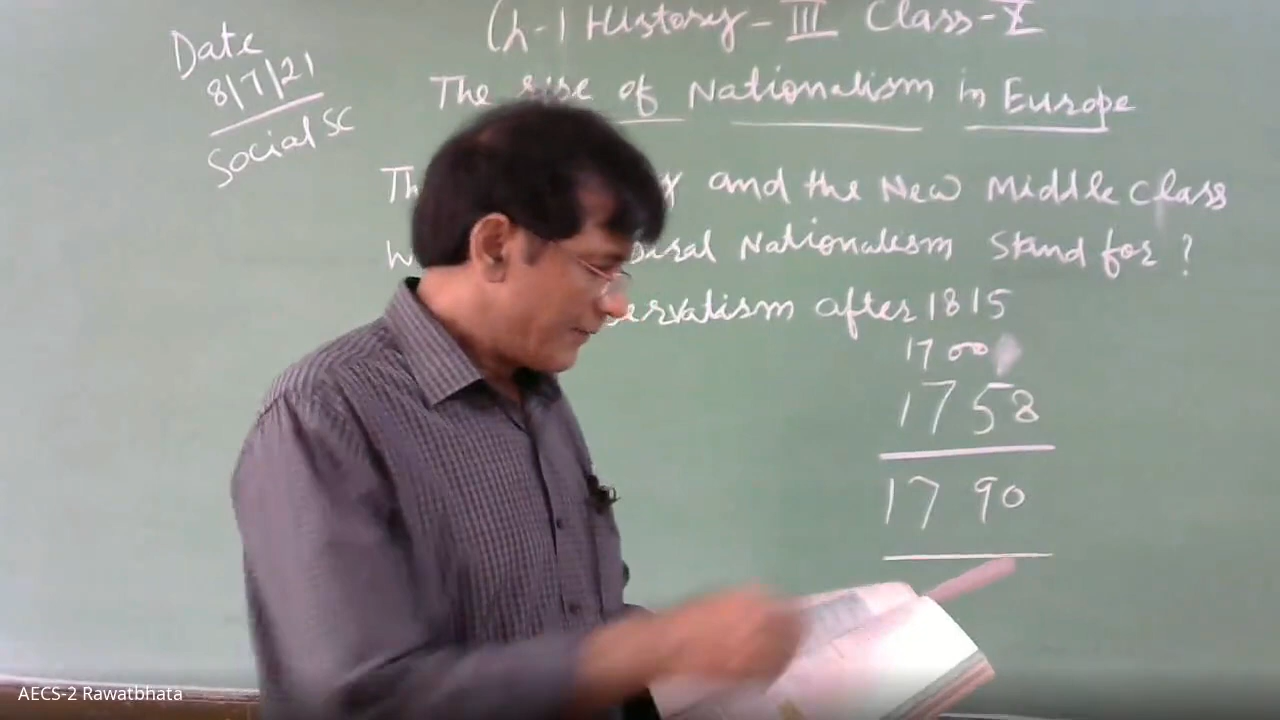 Date
8/7/21
Social SC
Ch-1 History-III Class-X
The rise of Nationalism in Europe
and the New Middle Class
Nationalism Stand for?
after 1815
1700
1758
1790
AECS-2 Rawatbhata